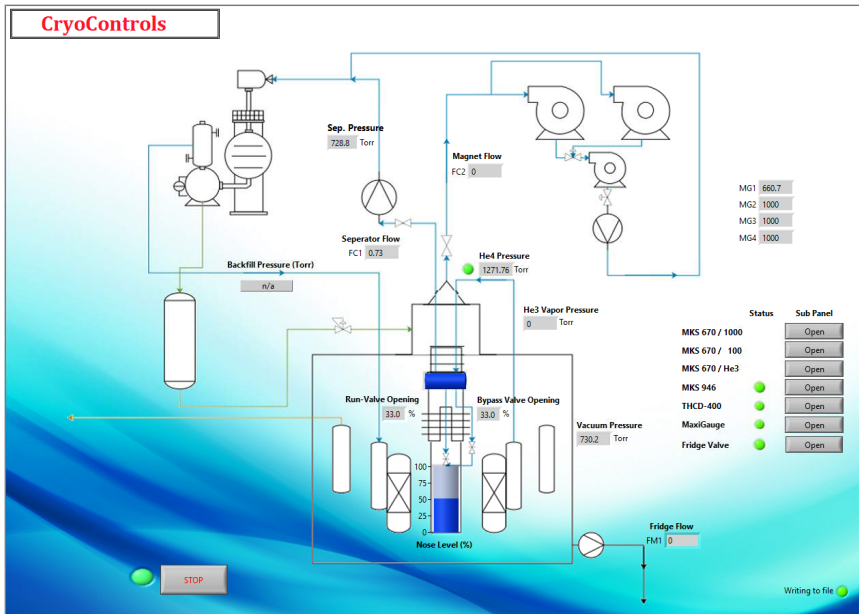 CryoControls
Sep. Pressure
728.8 Torr
Magnet Flow
FC2 0
MG1 660.7
MG2 1000
MG3 1000
MG4 1000
Seperator Flow
FC1 0.73
He4 Pressure
1271.76 Torr
Backfill Pressure (Torr)
n/a
He3 Vapor Pressure
0 Torr
Status Sub Panel
MKS 670 / 1000 Open
MKS 670 / 100 Open
MKS 670 / He3 Open
MKS 946 Open
THCD-400 Open
MaxiGauge Open
Fridge Valve Open
Run-Valve Opening
33.0 %
Bypass Valve Opening
33.0 %
Vacuum Pressure
730.2 Torr
100
75
50
25
0
Nose Level (%)
Fridge Flow
FM1 0
STOP
Writing to file